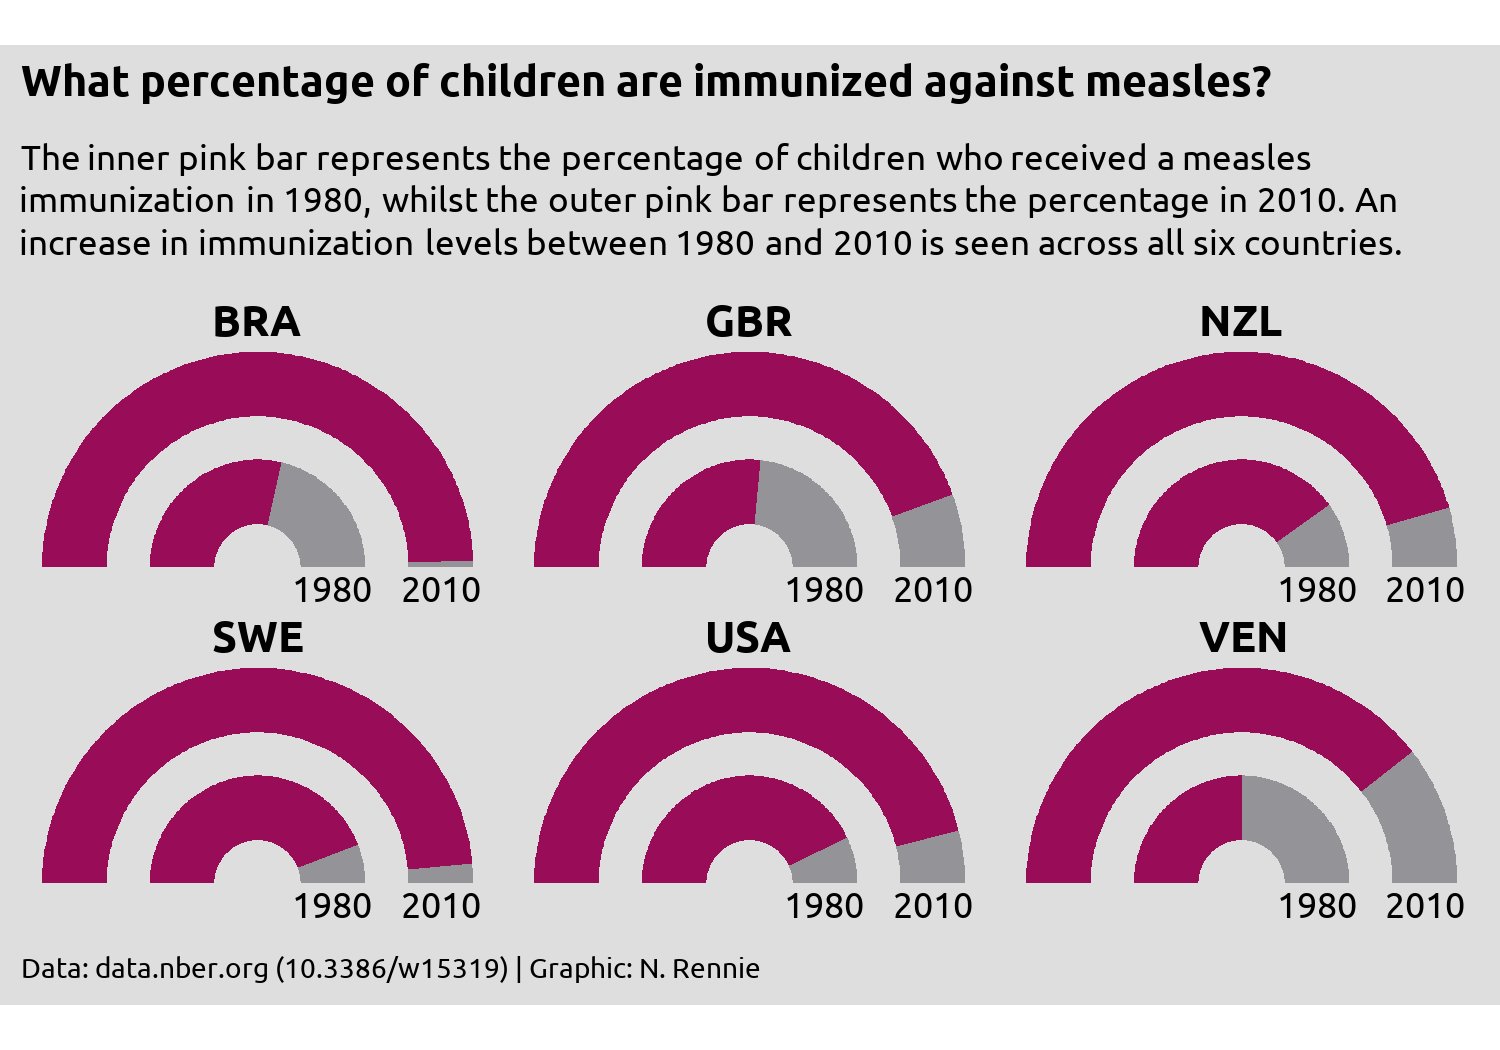 What percentage of children are immunized against measles?
The inner pink bar represents the percentage of children who received a measles
immunization in 1980, whilst the outer pink bar represents the percentage in 2010. An
increase in immunization levels between 1980 and 2010 is seen across all six countries.
BRA
GBR
NZL
1980 2010
1980 2010
1980 2010
SWE
USA
VEN
1980 2010
1980 2010
1980 2010
Data: data.nber.org (10.3386/w15319) | Graphic: N. Rennie